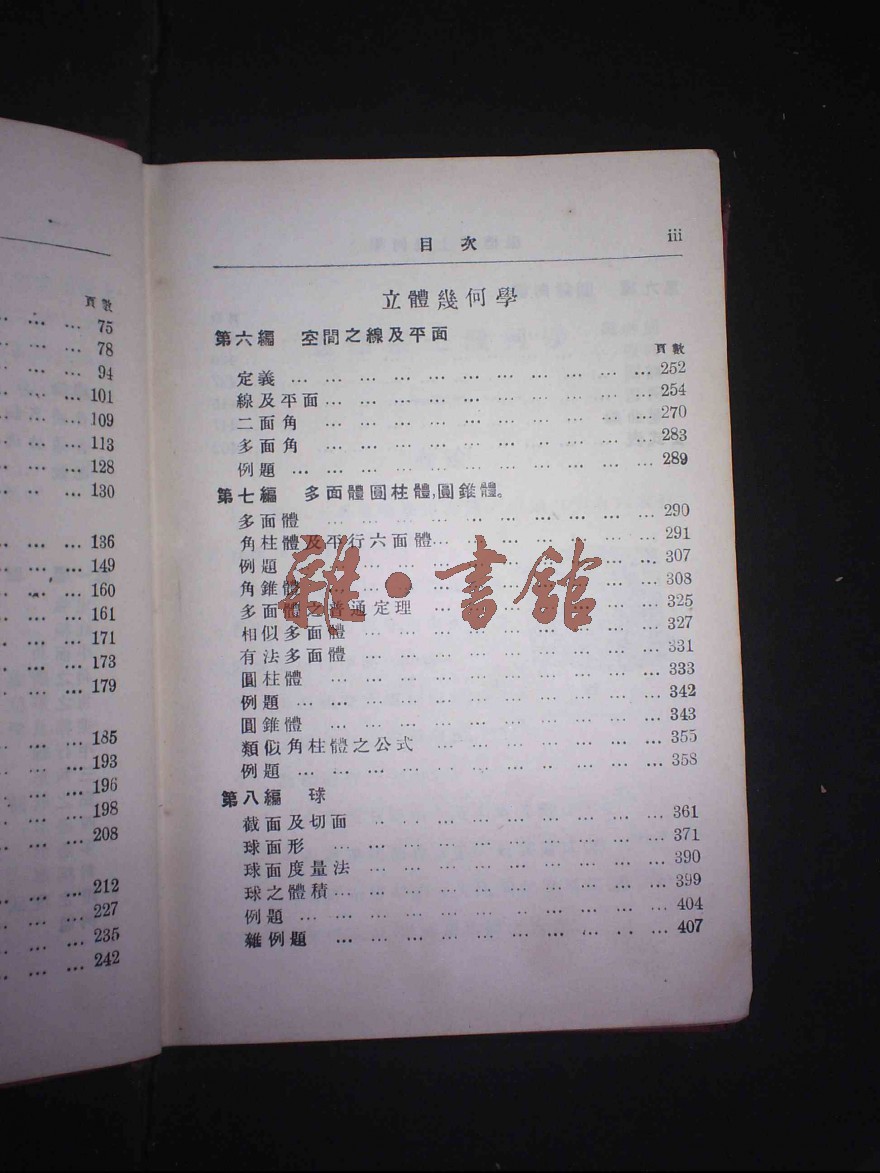 頁數
75
78
94
101
109
113
128
130
136
149
160
161
171
173
179
185
193
196
198
208
212
227
235
242
目次 iii
立體幾何學
第六編 空間之線及平面
頁數
定義 … … … … … … … … … … 252
線及平面 … … … … … … … … … 254
二面角 … … … … … … … … … 270
多面角 … … … … … … … … … 283
例題 … … … … … … … … … … 289
第七編 多面體圓柱體,圓錐體。
多面體 … … … … … … … … … 290
角柱體及平行六面體 … … … … … … 291
例題 … … … … … … … … … … 307
角錐體 … … … … … … … … … 308
多面體之普通定理 … … … … … … 325
相似多面體 … … … … … … … … 327
有法多面體 … … … … … … … … 331
圓柱體 … … … … … … … … … 333
例題 … … … … … … … … … … 342
圓錐體 … … … … … … … … … 343
類似角柱體之公式 … … … … … … 355
例題 … … … … … … … … … … 358
第八編 球
截面及切面 … … … … … … … … 361
球面形 … … … … … … … … … 371
球面度量法 … … … … … … … … 390
球之體積 … … … … … … … … … 399
例題 … … … … … … … … … … 404
雜例題 … … … … … … … … … 407
雜·書館